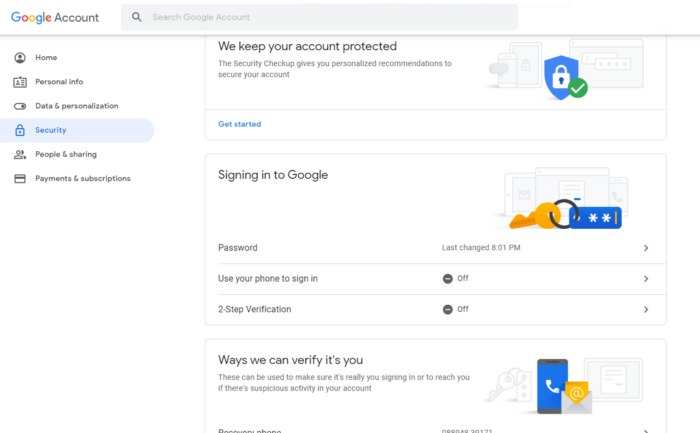 Google Account
Search Google Account
Home
Personal info
Data & personalization
Security
People & sharing
Payments & subscriptions
We keep your account protected
The Security Checkup gives you personalized recommendations to
secure your account
Get started
Signing in to Google
Password Last changed 8:01 PM
Use your phone to sign in Off
2-Step Verification Off
Ways we can verify it's you
These can be used to make sure it's really you signing in or to reach you
if there's suspicious activity in your account
Recovery phone 088948 39171